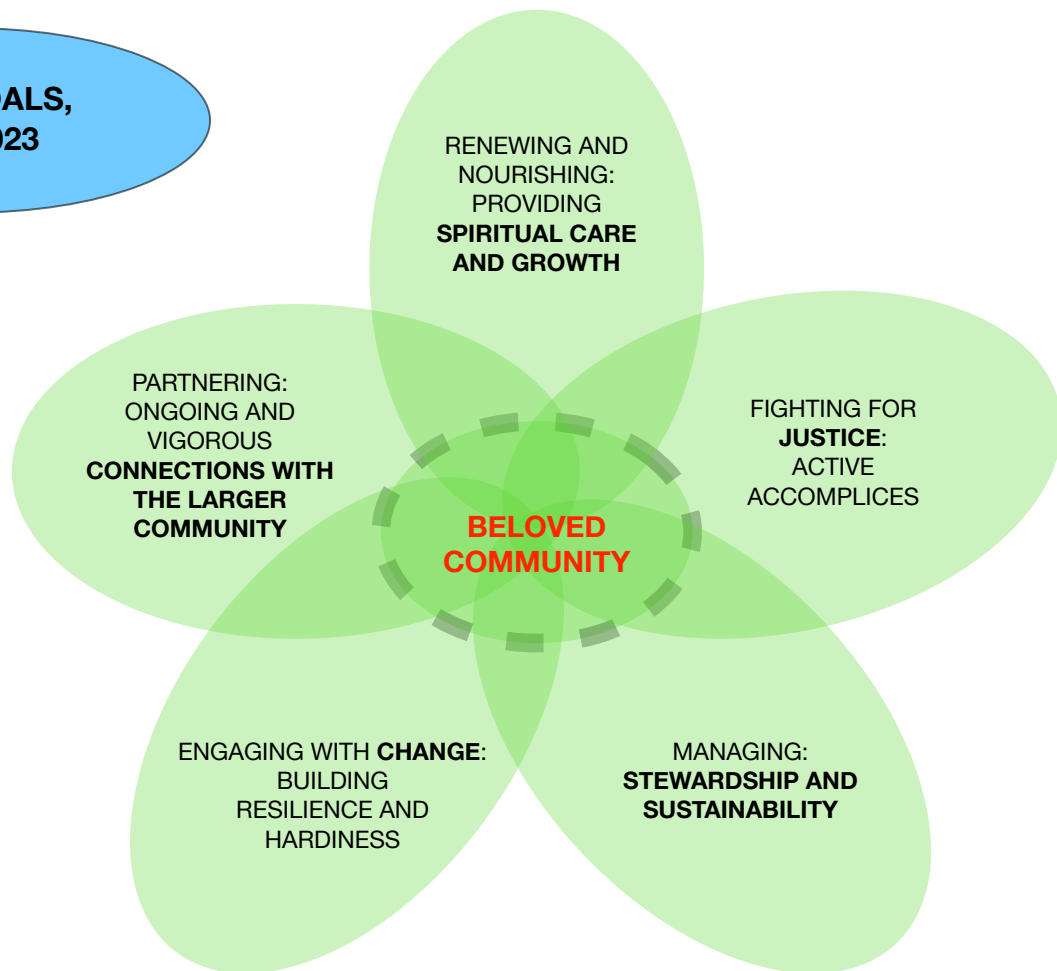 OALS,
023
RENEWING AND
NOURISHING:
PROVIDING
SPIRITUAL CARE
AND GROWTH
PARTNERING:
ONGOING AND
VIGOROUS
CONNECTIONS WITH
THE LARGER
COMMUNITY
FIGHTING FOR
JUSTICE:
ACTIVE
ACCOMPLICES
BELOVED
COMMUNITY
ENGAGING WITH CHANGE:
BUILDING
RESILIENCE AND
HARDINESS
MANAGING:
STEWARDSHIP AND
SUSTAINABILITY